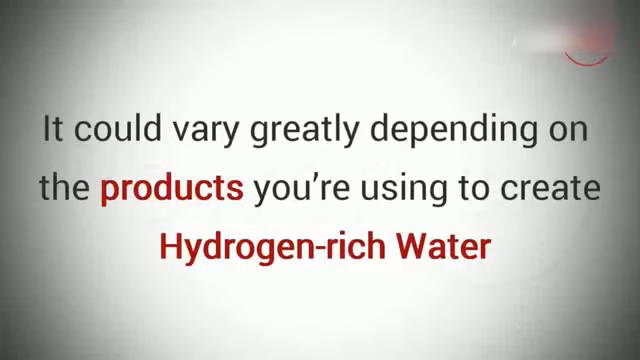 It could vary greatly depending on
the products you’re using to create
Hydrogen-rich Water